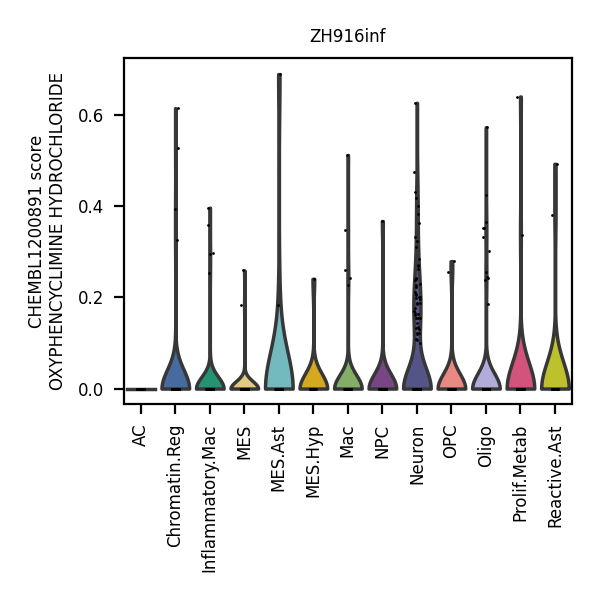 ZH916inf
CHEMBL1200891 score
OXYPHENCYCLIMINE HYDROCHLORIDE
0.6
0.4
0.2
0.0
AC
Chromatin.Reg
Inflammatory.Mac
MES
MES.Ast
MES.Hyp
Mac
NPC
Neuron
OPC
Oligo
Prolif.Metab
Reactive.Ast